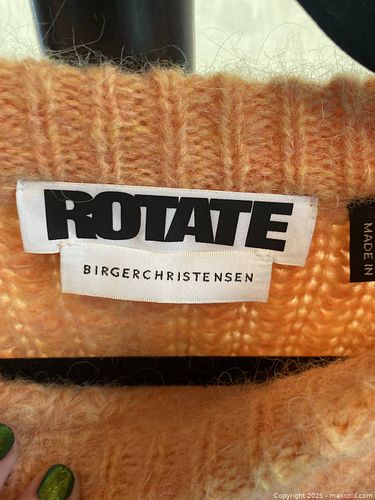 ROTATE
BIRGERCHRISTENSEN
MADE IN
Copyright 2025 - maxsold.com